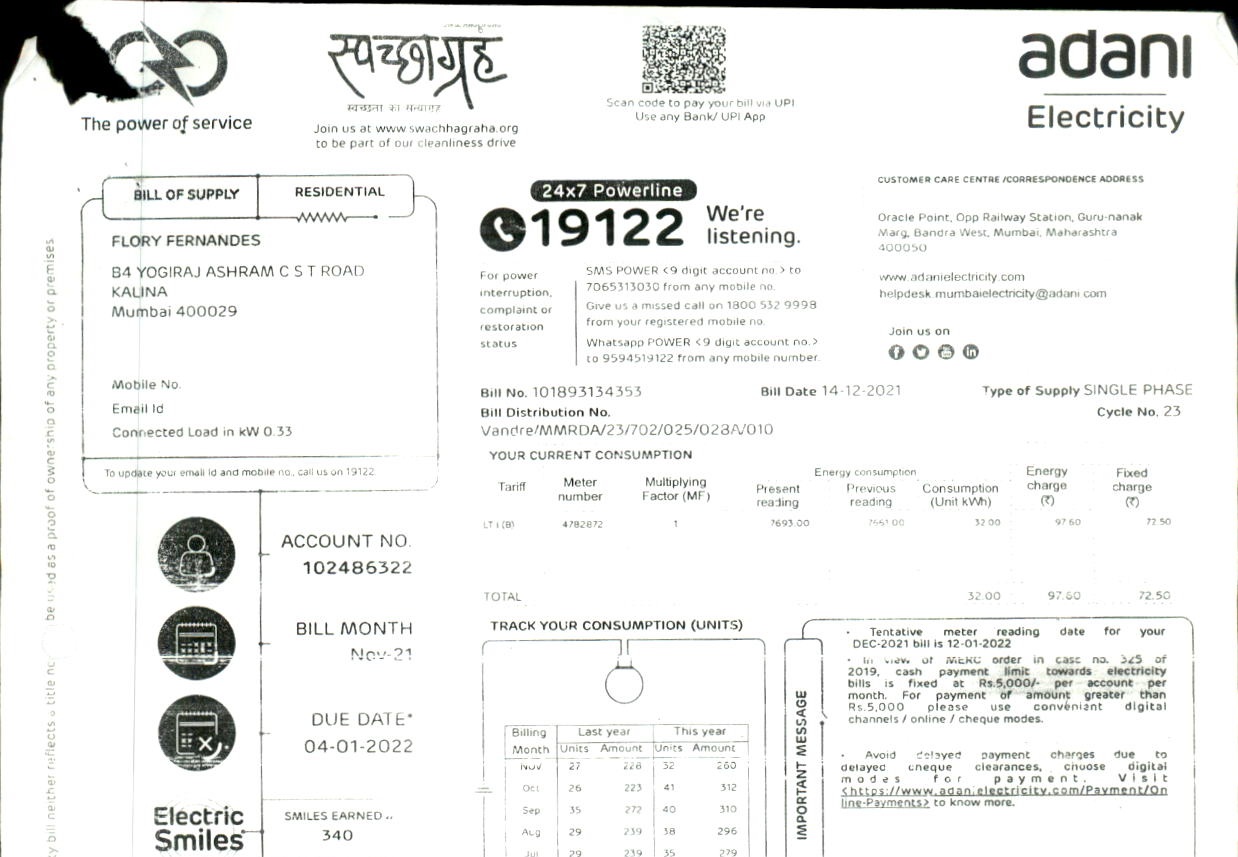 The power of service
स्वच्छाग्रह
स्वच्छता का सत्याग्रह
Join us at www.swachhagraha.org
to be part of our cleanliness drive
Scan code to pay your bill via UPI
Use any Bank/ UPI App
adani
Electricity
BILL OF SUPPLY RESIDENTIAL
FLORY FERNANDES
B4 YOGIRAJ ASHRAM C S T ROAD
KALINA
Mumbai 400029
Mobile No.
Email Id
Connected Load in kW 0.33
To update your email Id and mobile no., call us on 19122
24x7 Powerline
19122 We're
listening.
For power
interruption,
complaint or
restoration
status
SMS POWER <9 digit account no.> to
7065313030 from any mobile no.
Give us a missed call on 1800 532 9998
from your registered mobile no.
Whatsapp POWER <9 digit account no.>
to 9594519122 from any mobile number.
CUSTOMER CARE CENTRE /CORRESPONDENCE ADDRESS
Oracle Point, Opp Railway Station, Guru-nanak
Marg, Bandra West, Mumbai, Maharashtra
400050
www.adanielectricity.com
helpdesk.mumbaielectricity@adani.com
Join us on
Bill No. 101893134353 Bill Date 14-12-2021 Type of Supply SINGLE PHASE
Bill Distribution No. Cycle No. 23
Vandre/MMRDA/23/702/025/028A/010
YOUR CURRENT CONSUMPTION
Energy consumption
Tariff Meter number Multiplying Factor (MF) Present reading Previous reading Consumption (Unit kWh) Energy charge (₹) Fixed charge (₹)
LT I (B) 4782872 1 7693.00 7661.00 32.00 97.60 72.50
TOTAL 32.00 97.60 72.50
ACCOUNT NO.
102486322
BILL MONTH
Nov-21
DUE DATE*
04-01-2022
Electric
Smiles
SMILES EARNED
340
TRACK YOUR CONSUMPTION (UNITS)
Billing Last year This year
Month Units Amount Units Amount
Nov 27 228 32 260
Oct 26 223 41 312
Sep 35 272 40 310
Aug 29 239 38 296
Jul 29 239 35 279
IMPORTANT MESSAGE
· Tentative meter reading date for your
DEC-2021 bill is 12-01-2022
· In view of MERC order in case no. 325 of
2019, cash payment limit towards electricity
bills is fixed at Rs.5,000/- per account per
month. For payment of amount greater than
Rs.5,000 please use convenient digital
channels / online / cheque modes.
· Avoid delayed payment charges due to
delayed cheque clearances, choose digital
modes for payment. Visit
<https://www.adanielectricity.com/Payment/On
line-Payments> to know more.
be used as a proof of ownership of any property or premises
y bill neither reflects a title